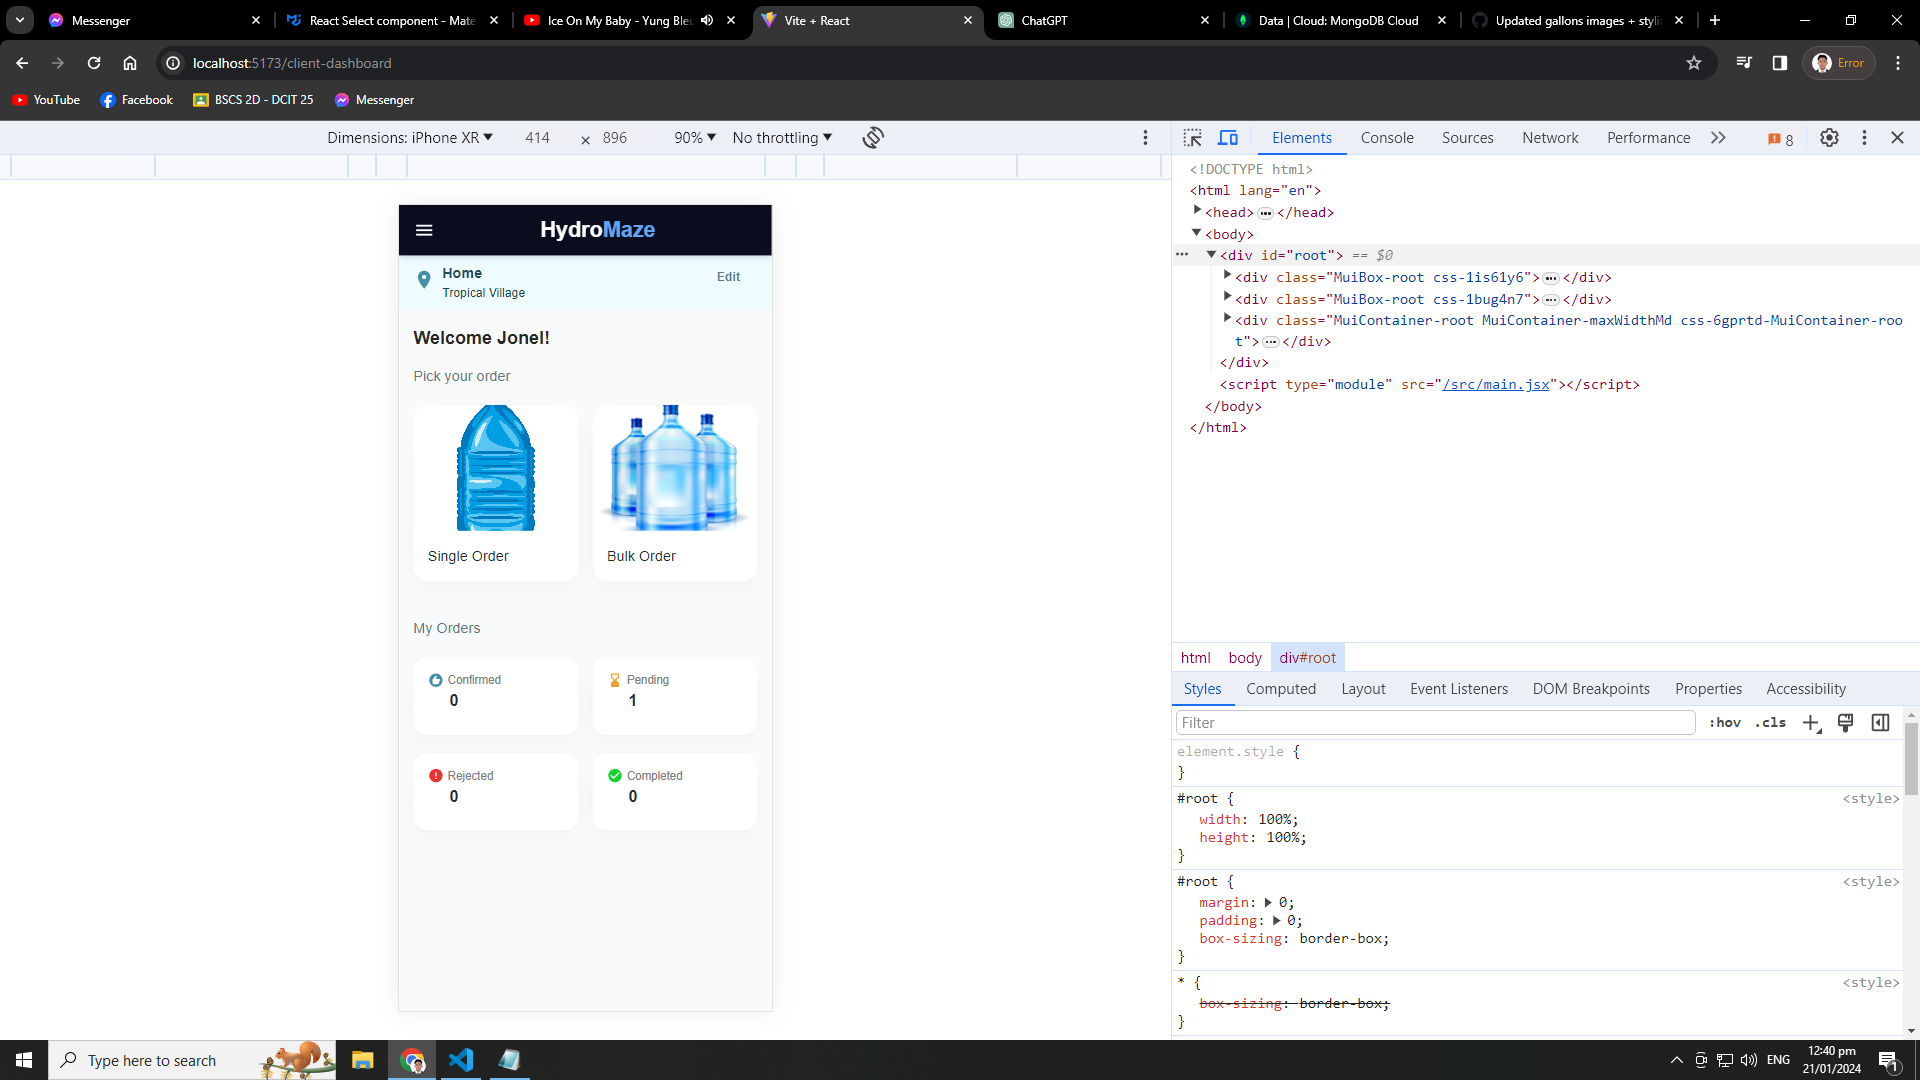 Messenger
React Select component - Mate
Ice On My Baby - Yung Bleu
Vite + React
ChatGPT
Data | Cloud: MongoDB Cloud
Updated gallons images + styli
localhost:5173/client-dashboard
Error
YouTube
Facebook
BSCS 2D - DCIT 25
Messenger
Dimensions: iPhone XR
414
×
896
90%
No throttling
Elements
Console
Sources
Network
Performance
8
HydroMaze
Home
Tropical Village
Edit
Welcome Jonel!
Pick your order
Single Order
Bulk Order
My Orders
Confirmed
0
Pending
1
Rejected
0
Completed
0
<!DOCTYPE html>
<html lang="en">
<head> ••• </head>
<body>
<div id="root"> == $0
<div class="MuiBox-root css-1is61y6"> ••• </div>
<div class="MuiBox-root css-1bug4n7"> ••• </div>
<div class="MuiContainer-root MuiContainer-maxWidthMd css-6gprtd-MuiContainer-roo
t"> ••• </div>
</div>
<script type="module" src="/src/main.jsx"></script>
</body>
</html>
html
body
div#root
Styles
Computed
Layout
Event Listeners
DOM Breakpoints
Properties
Accessibility
Filter
:hov
.cls
element.style {
}
#root {
<style>
width: 100%;
height: 100%;
}
#root {
<style>
margin: 0;
padding: 0;
box-sizing: border-box;
}
* {
<style>
box-sizing: border-box;
}
Type here to search
ENG
12:40 pm
21/01/2024
1